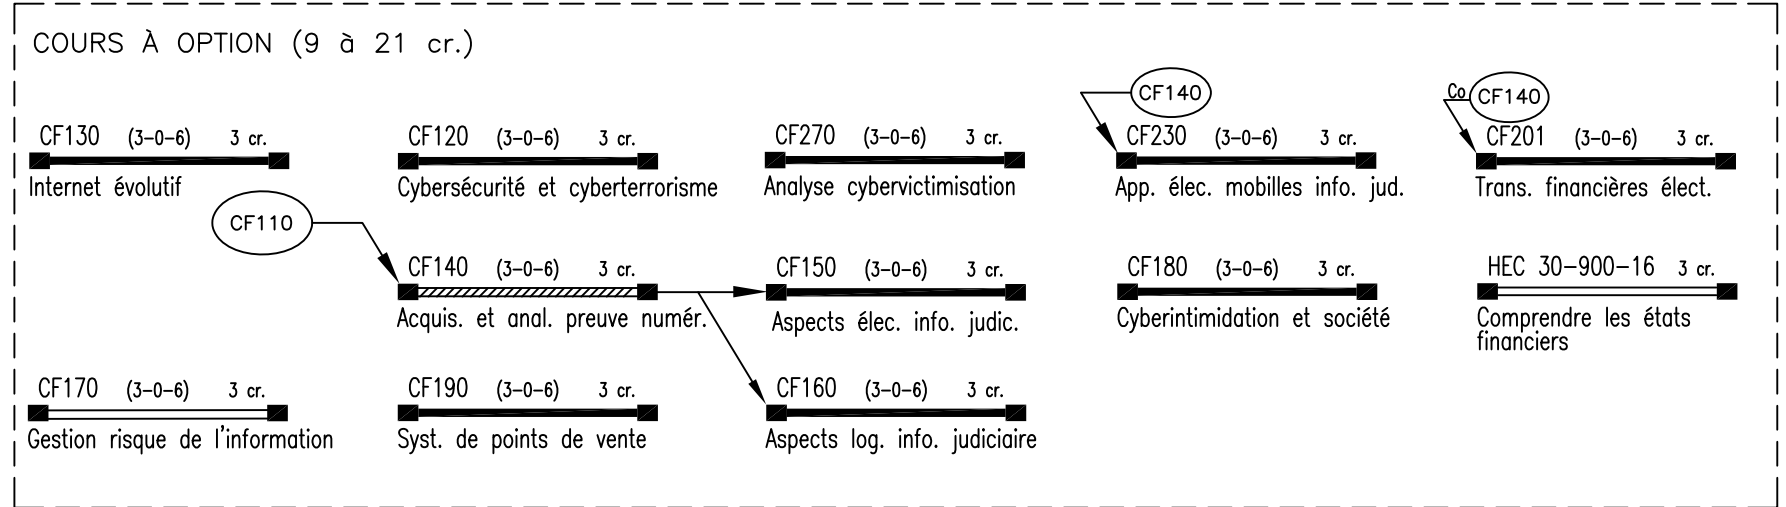 COURS À OPTION (9 à 21 cr.)
CF140
Co CF140
CF130 (3-0-6) 3 cr.
Internet évolutif
CF120 (3-0-6) 3 cr.
Cybersécurité et cyberterrorisme
CF270 (3-0-6) 3 cr.
Analyse cybervictimisation
CF230 (3-0-6) 3 cr.
App. élec. mobilles info. jud.
CF201 (3-0-6) 3 cr.
Trans. financières élect.
CF110
CF140 (3-0-6) 3 cr.
Acquis. et anal. preuve numér.
CF150 (3-0-6) 3 cr.
Aspects élec. info. judic.
CF180 (3-0-6) 3 cr.
Cyberintimidation et société
HEC 30-900-16 3 cr.
Comprendre les états
financiers
CF170 (3-0-6) 3 cr.
Gestion risque de l'information
CF190 (3-0-6) 3 cr.
Syst. de points de vente
CF160 (3-0-6) 3 cr.
Aspects log. info. judiciaire